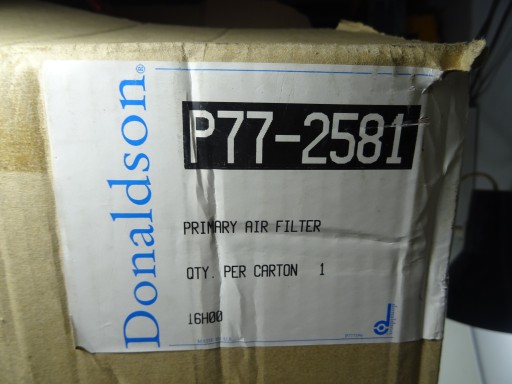 Donaldson®
P77-2581
PRIMARY AIR FILTER
QTY. PER CARTON 1
16H00